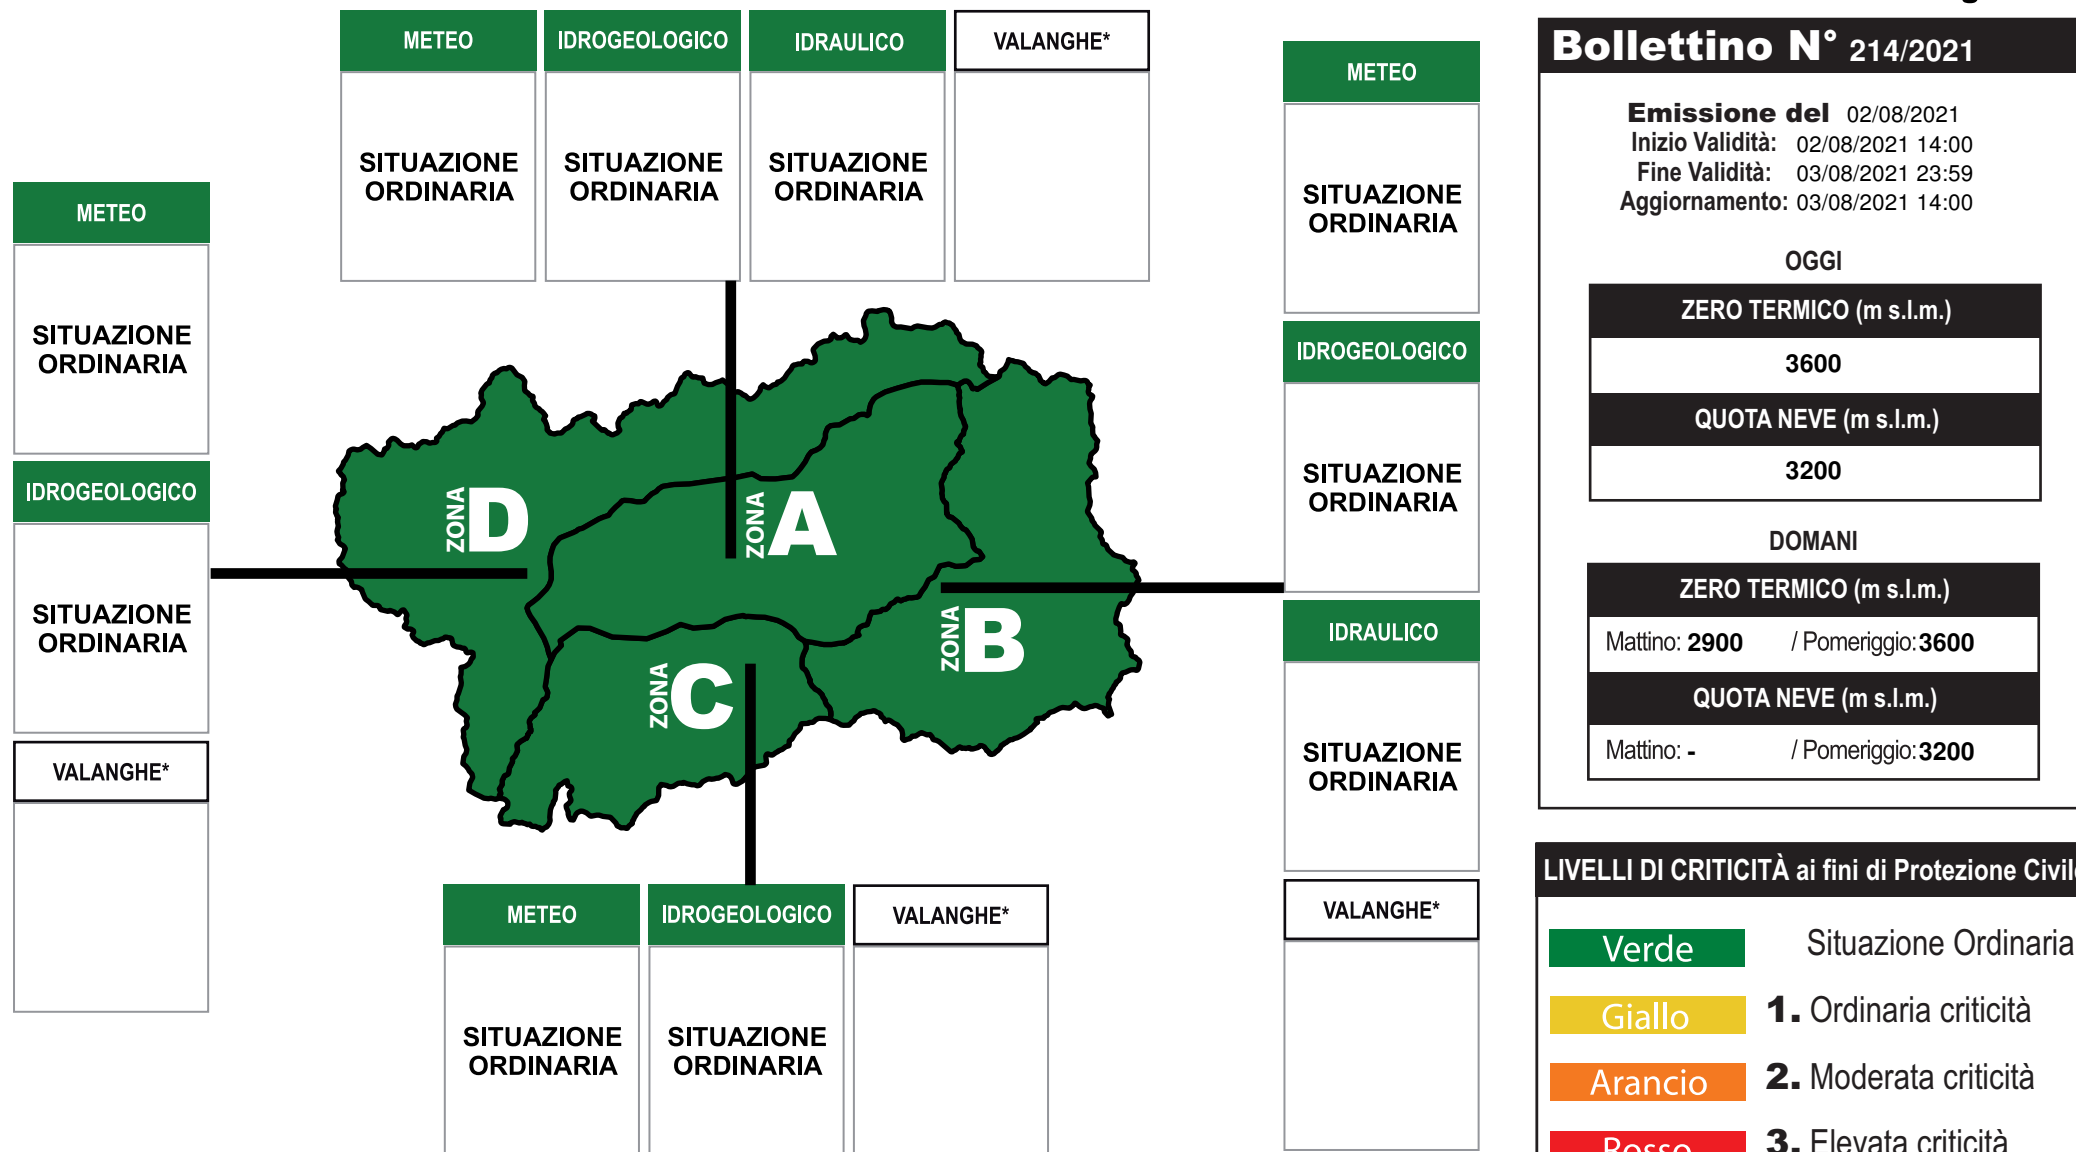 METEO IDROGEOLOGICO IDRAULICO VALANGHE*
SITUAZIONE ORDINARIA
SITUAZIONE ORDINARIA
SITUAZIONE ORDINARIA
METEO
SITUAZIONE
ORDINARIA
IDROGEOLOGICO
SITUAZIONE
ORDINARIA
VALANGHE*
ZONA D
ZONA A
ZONA B
ZONA C
METEO
SITUAZIONE
ORDINARIA
IDROGEOLOGICO
SITUAZIONE
ORDINARIA
IDRAULICO
SITUAZIONE
ORDINARIA
VALANGHE*
METEO IDROGEOLOGICO VALANGHE*
SITUAZIONE ORDINARIA
SITUAZIONE ORDINARIA
Bollettino N° 214/2021
Emissione del 02/08/2021
Inizio Validità: 02/08/2021 14:00
Fine Validità: 03/08/2021 23:59
Aggiornamento: 03/08/2021 14:00
OGGI
ZERO TERMICO (m s.l.m.)
3600
QUOTA NEVE (m s.l.m.)
3200
DOMANI
ZERO TERMICO (m s.l.m.)
Mattino: 2900 / Pomeriggio: 3600
QUOTA NEVE (m s.l.m.)
Mattino: - / Pomeriggio: 3200
LIVELLI DI CRITICITÀ ai fini di Protezione Civile
Verde Situazione Ordinaria
Giallo 1. Ordinaria criticità
Arancio 2. Moderata criticità
Rosso 3. Elevata criticità